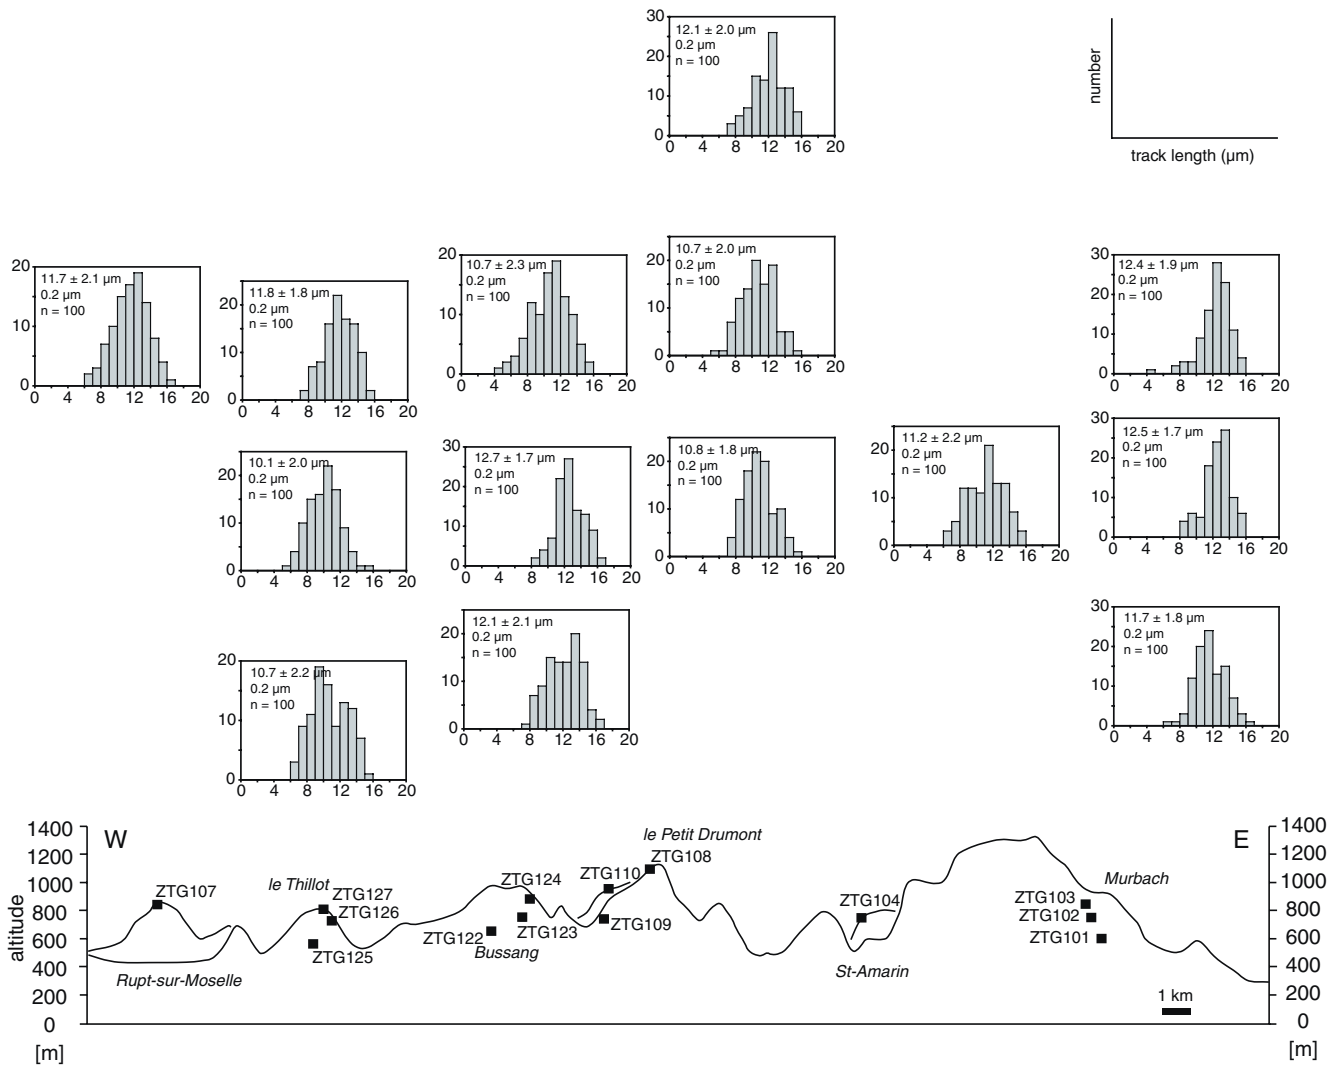 30
20
10
0
12.1 ± 2.0 µm
0.2 µm
n = 100
0 4 8 12 16 20
number
track length (µm)
20
10
0
11.7 ± 2.1 µm
0.2 µm
n = 100
0 4 8 12 16 20
20
10
0
11.8 ± 1.8 µm
0.2 µm
n = 100
0 4 8 12 16 20
20
10
0
10.7 ± 2.3 µm
0.2 µm
n = 100
0 4 8 12 16 20
20
10
0
10.7 ± 2.0 µm
0.2 µm
n = 100
0 4 8 12 16 20
30
20
10
0
12.4 ± 1.9 µm
0.2 µm
n = 100
0 4 8 12 16 20
20
10
0
10.1 ± 2.0 µm
0.2 µm
n = 100
0 4 8 12 16 20
30
20
10
0
12.7 ± 1.7 µm
0.2 µm
n = 100
0 4 8 12 16 20
20
10
0
10.8 ± 1.8 µm
0.2 µm
n = 100
0 4 8 12 16 20
20
10
0
11.2 ± 2.2 µm
0.2 µm
n = 100
0 4 8 12 16 20
30
20
10
0
12.5 ± 1.7 µm
0.2 µm
n = 100
0 4 8 12 16 20
20
10
0
10.7 ± 2.2 µm
0.2 µm
n = 100
0 4 8 12 16 20
20
10
0
12.1 ± 2.1 µm
0.2 µm
n = 100
0 4 8 12 16 20
30
20
10
0
11.7 ± 1.8 µm
0.2 µm
n = 100
0 4 8 12 16 20
altitude
1400
1200
1000
800
600
400
200
0
[m]
W
ZTG107
Rupt-sur-Moselle
le Thillot
ZTG127
ZTG126
ZTG125
ZTG124
ZTG122
ZTG123
Bussang
le Petit Drumont
ZTG108
ZTG110
ZTG109
ZTG104
St-Amarin
E
Murbach
ZTG103
ZTG102
ZTG101
1 km
1400
1200
1000
800
600
400
200
0
[m]